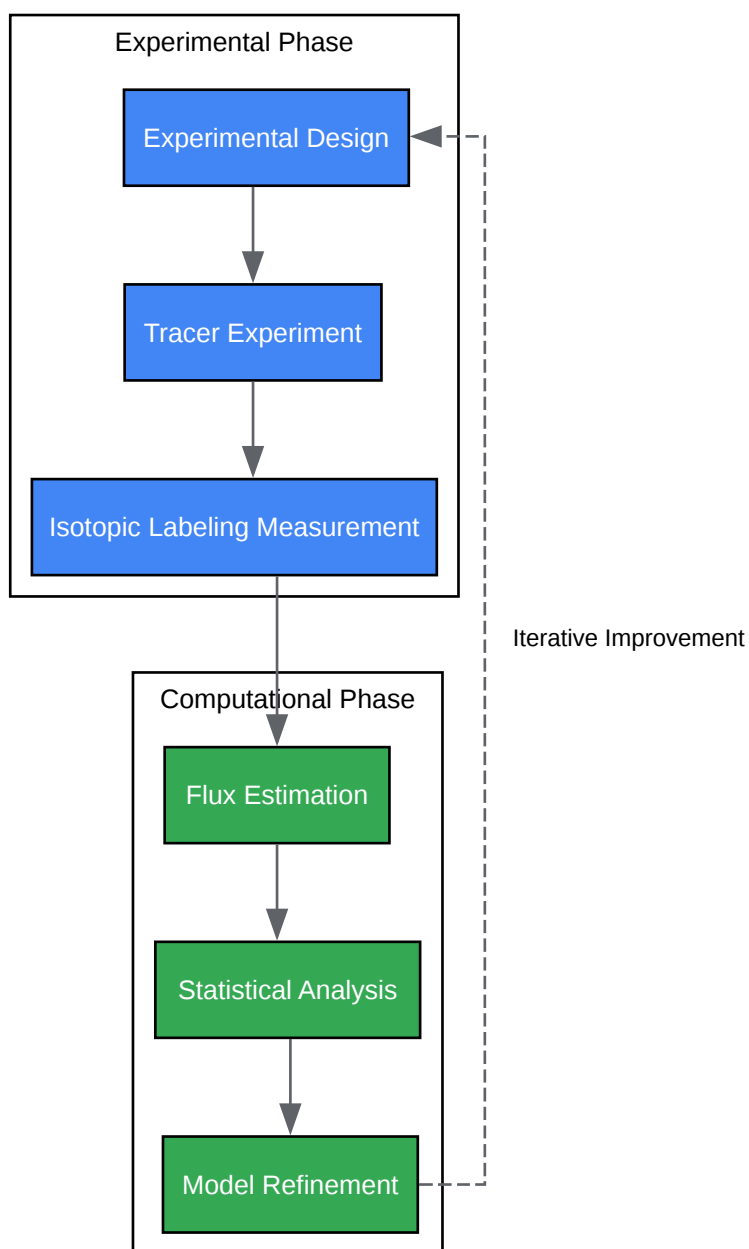 Experimental Phase
Experimental Design
Tracer Experiment
Isotopic Labeling Measurement
Iterative Improvement
Computational Phase
Flux Estimation
Statistical Analysis
Model Refinement